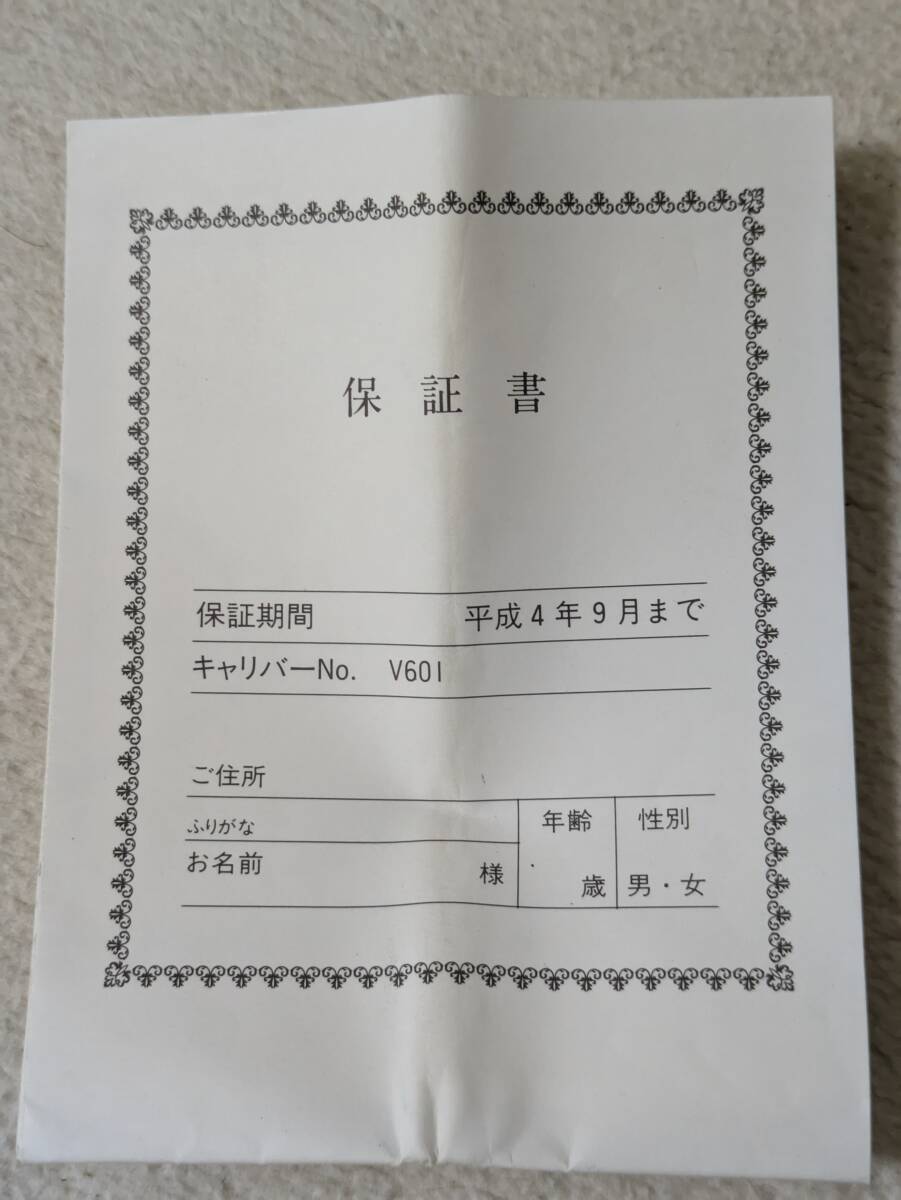 保証書
保証期間 平成4年9月まで
キャリバーNo. V601
ご住所
ふりがな 年齢 性別
お名前 様 歳 男・女